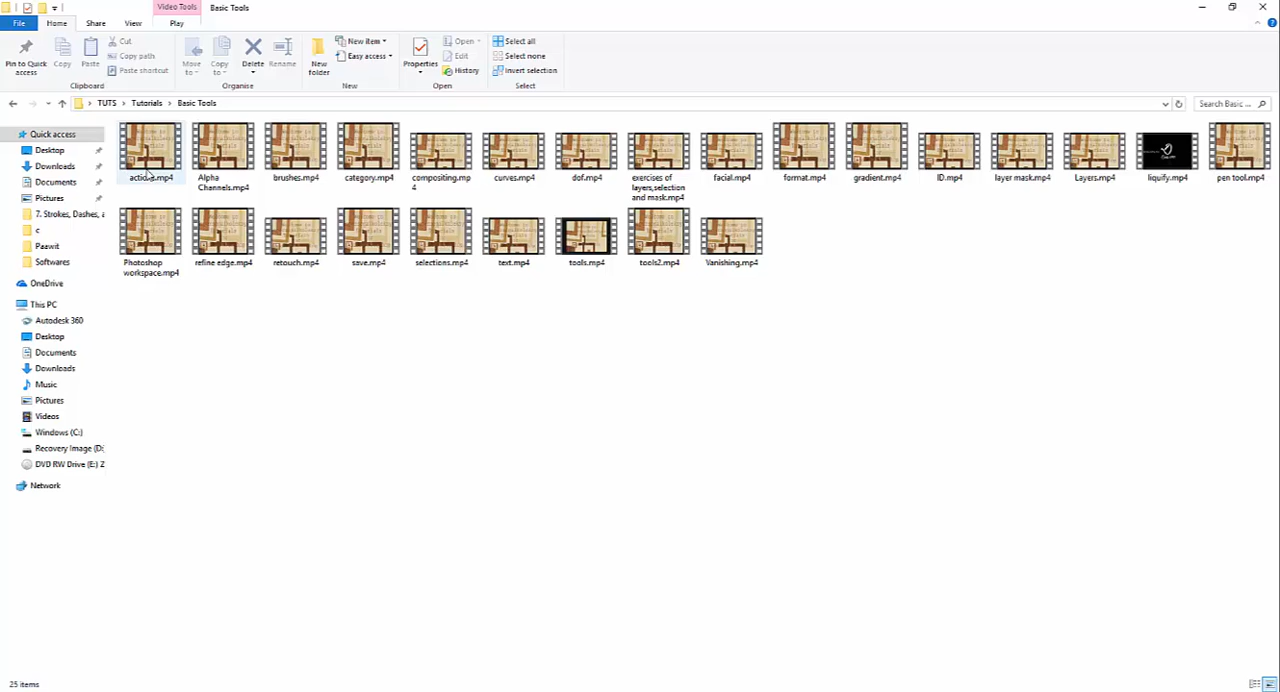 Video Tools
Basic Tools
File
Home
Share
View
Play
Pin to Quick access
Copy
Paste
Cut
Copy path
Paste shortcut
Clipboard
Move to
Copy to
Delete
Rename
Organise
New folder
New item
Easy access
New
Properties
Open
Edit
History
Open
Select all
Select none
Invert selection
Select
TUTS
Tutorials
Basic Tools
Search Basic ...
Quick access
Desktop
Downloads
Documents
Pictures
7. Strokes, Dashes, a
c
Paawit
Softwares
OneDrive
This PC
Autodesk 360
Desktop
Documents
Downloads
Music
Pictures
Videos
Windows (C:)
Recovery Image (D:
DVD RW Drive (E:) Z
Network
Alpha
Channels.mp4
brushes.mp4
category.mp4
compositing.mp
4
curves.mp4
dof.mp4
exercises of
layers,selection
and mask.mp4
facial.mp4
format.mp4
gradient.mp4
ID.mp4
layer mask.mp4
Layers.mp4
liquify.mp4
pen tool.mp4
Photoshop
workspace.mp4
refine edge.mp4
retouch.mp4
save.mp4
selections.mp4
text.mp4
tools.mp4
tools2.mp4
Vanishing.mp4
25 items